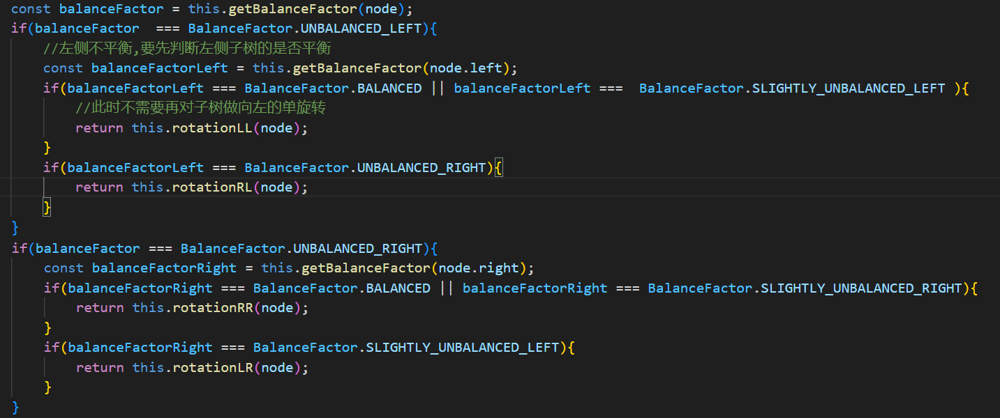 const balanceFactor = this.getBalanceFactor(node);
if(balanceFactor  === BalanceFactor.UNBALANCED_LEFT){
    //左侧不平衡,要先判断左侧子树的是否平衡
    const balanceFactorLeft = this.getBalanceFactor(node.left);
    if(balanceFactorLeft === BalanceFactor.BALANCED || balanceFactorLeft ===  BalanceFactor.SLIGHTLY_UNBALANCED_LEFT ){
        //此时不需要再对子树做向左的单旋转
        return this.rotationLL(node);
    }
    if(balanceFactorLeft === BalanceFactor.UNBALANCED_RIGHT){
        return this.rotationRL(node);
    }
}
if(balanceFactor === BalanceFactor.UNBALANCED_RIGHT){
    const balanceFactorRight = this.getBalanceFactor(node.right);
    if(balanceFactorRight === BalanceFactor.BALANCED || balanceFactorRight === BalanceFactor.SLIGHTLY_UNBALANCED_RIGHT){
        return this.rotationRR(node);
    }
    if(balanceFactorRight === BalanceFactor.SLIGHTLY_UNBALANCED_LEFT){
        return this.rotationLR(node);
    }
}